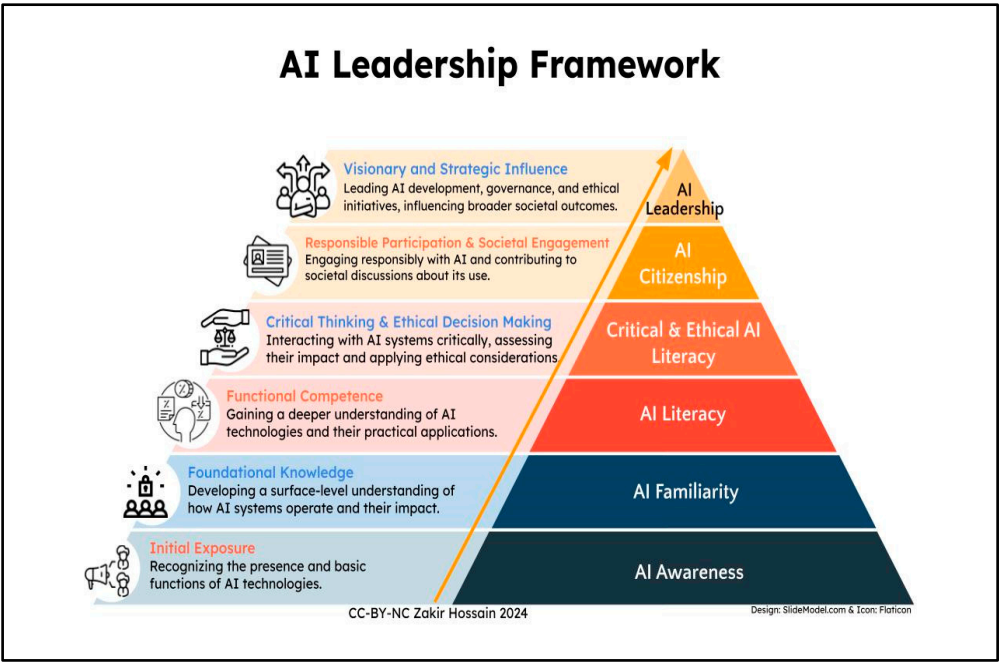 AI Leadership Framework
Visionary and Strategic Influence
Leading AI development, governance, and ethical
initiatives, influencing broader societal outcomes.
AI
Leadership
Responsible Participation & Societal Engagement
Engaging responsibly with AI and contributing to
societal discussions about its use.
AI
Citizenship
Critical Thinking & Ethical Decision Making
Interacting with AI systems critically, assessing
their impact and applying ethical considerations
Critical & Ethical AI
Literacy
Functional Competence
Gaining a deeper understanding of AI
technologies and their practical applications.
AI Literacy
Foundational Knowledge
Developing a surface-level understanding of
how AI systems operate and their impact.
AI Familiarity
Initial Exposure
Recognizing the presence and basic
functions of AI technologies.
AI Awareness
CC-BY-NC Zakir Hossain 2024
Design: SlideModel.com & Icon: Flaticon